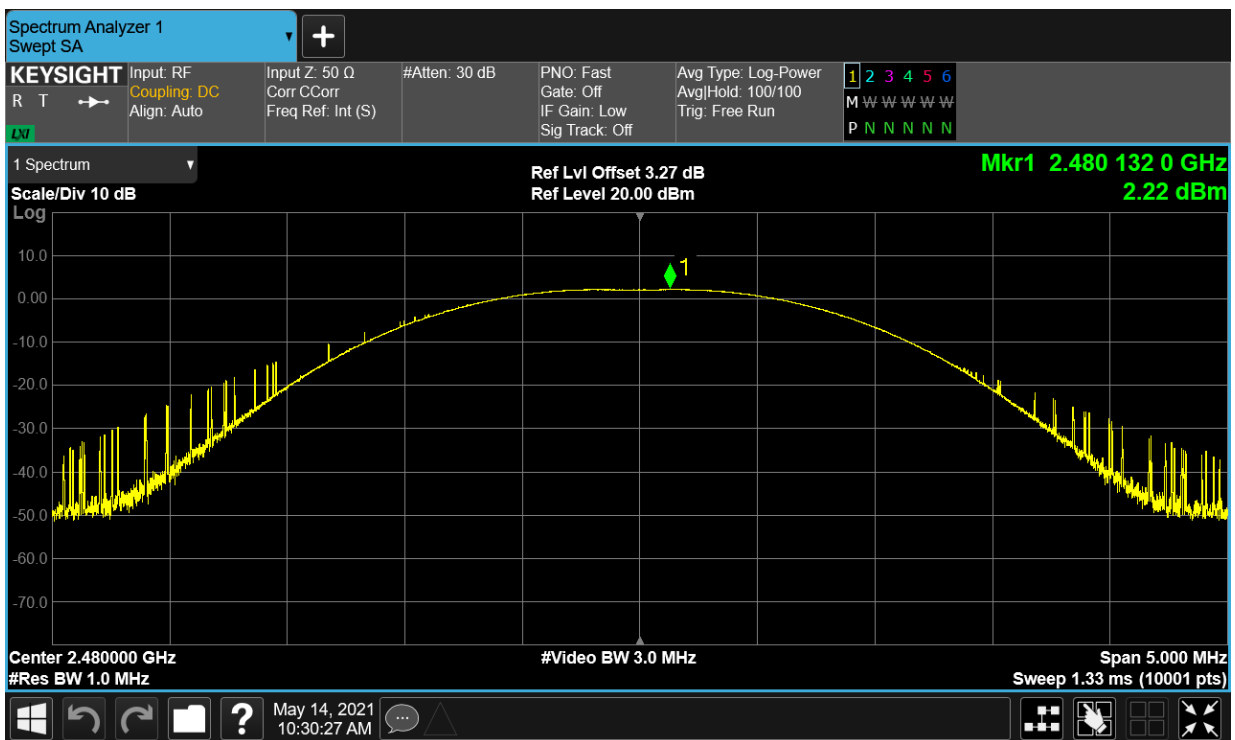 Spectrum Analyzer 1
Swept SA
KEYSIGHT
R T
LXI
Input: RF
Coupling: DC
Align: Auto
Input Z: 50 Ω
Corr CCorr
Freq Ref: Int (S)
#Atten: 30 dB
PNO: Fast
Gate: Off
IF Gain: Low
Sig Track: Off
Avg Type: Log-Power
Avg|Hold: 100/100
Trig: Free Run
1 2 3 4 5 6
M W W W W W
P N N N N N
1 Spectrum
Scale/Div 10 dB
Log
Ref Lvl Offset 3.27 dB
Ref Level 20.00 dBm
Mkr1 2.480 132 0 GHz
2.22 dBm
1
10.0
0.00
-10.0
-20.0
-30.0
-40.0
-50.0
-60.0
-70.0
Center 2.480000 GHz
#Video BW 3.0 MHz
Span 5.000 MHz
#Res BW 1.0 MHz
Sweep 1.33 ms (10001 pts)
?
May 14, 2021
10:30:27 AM